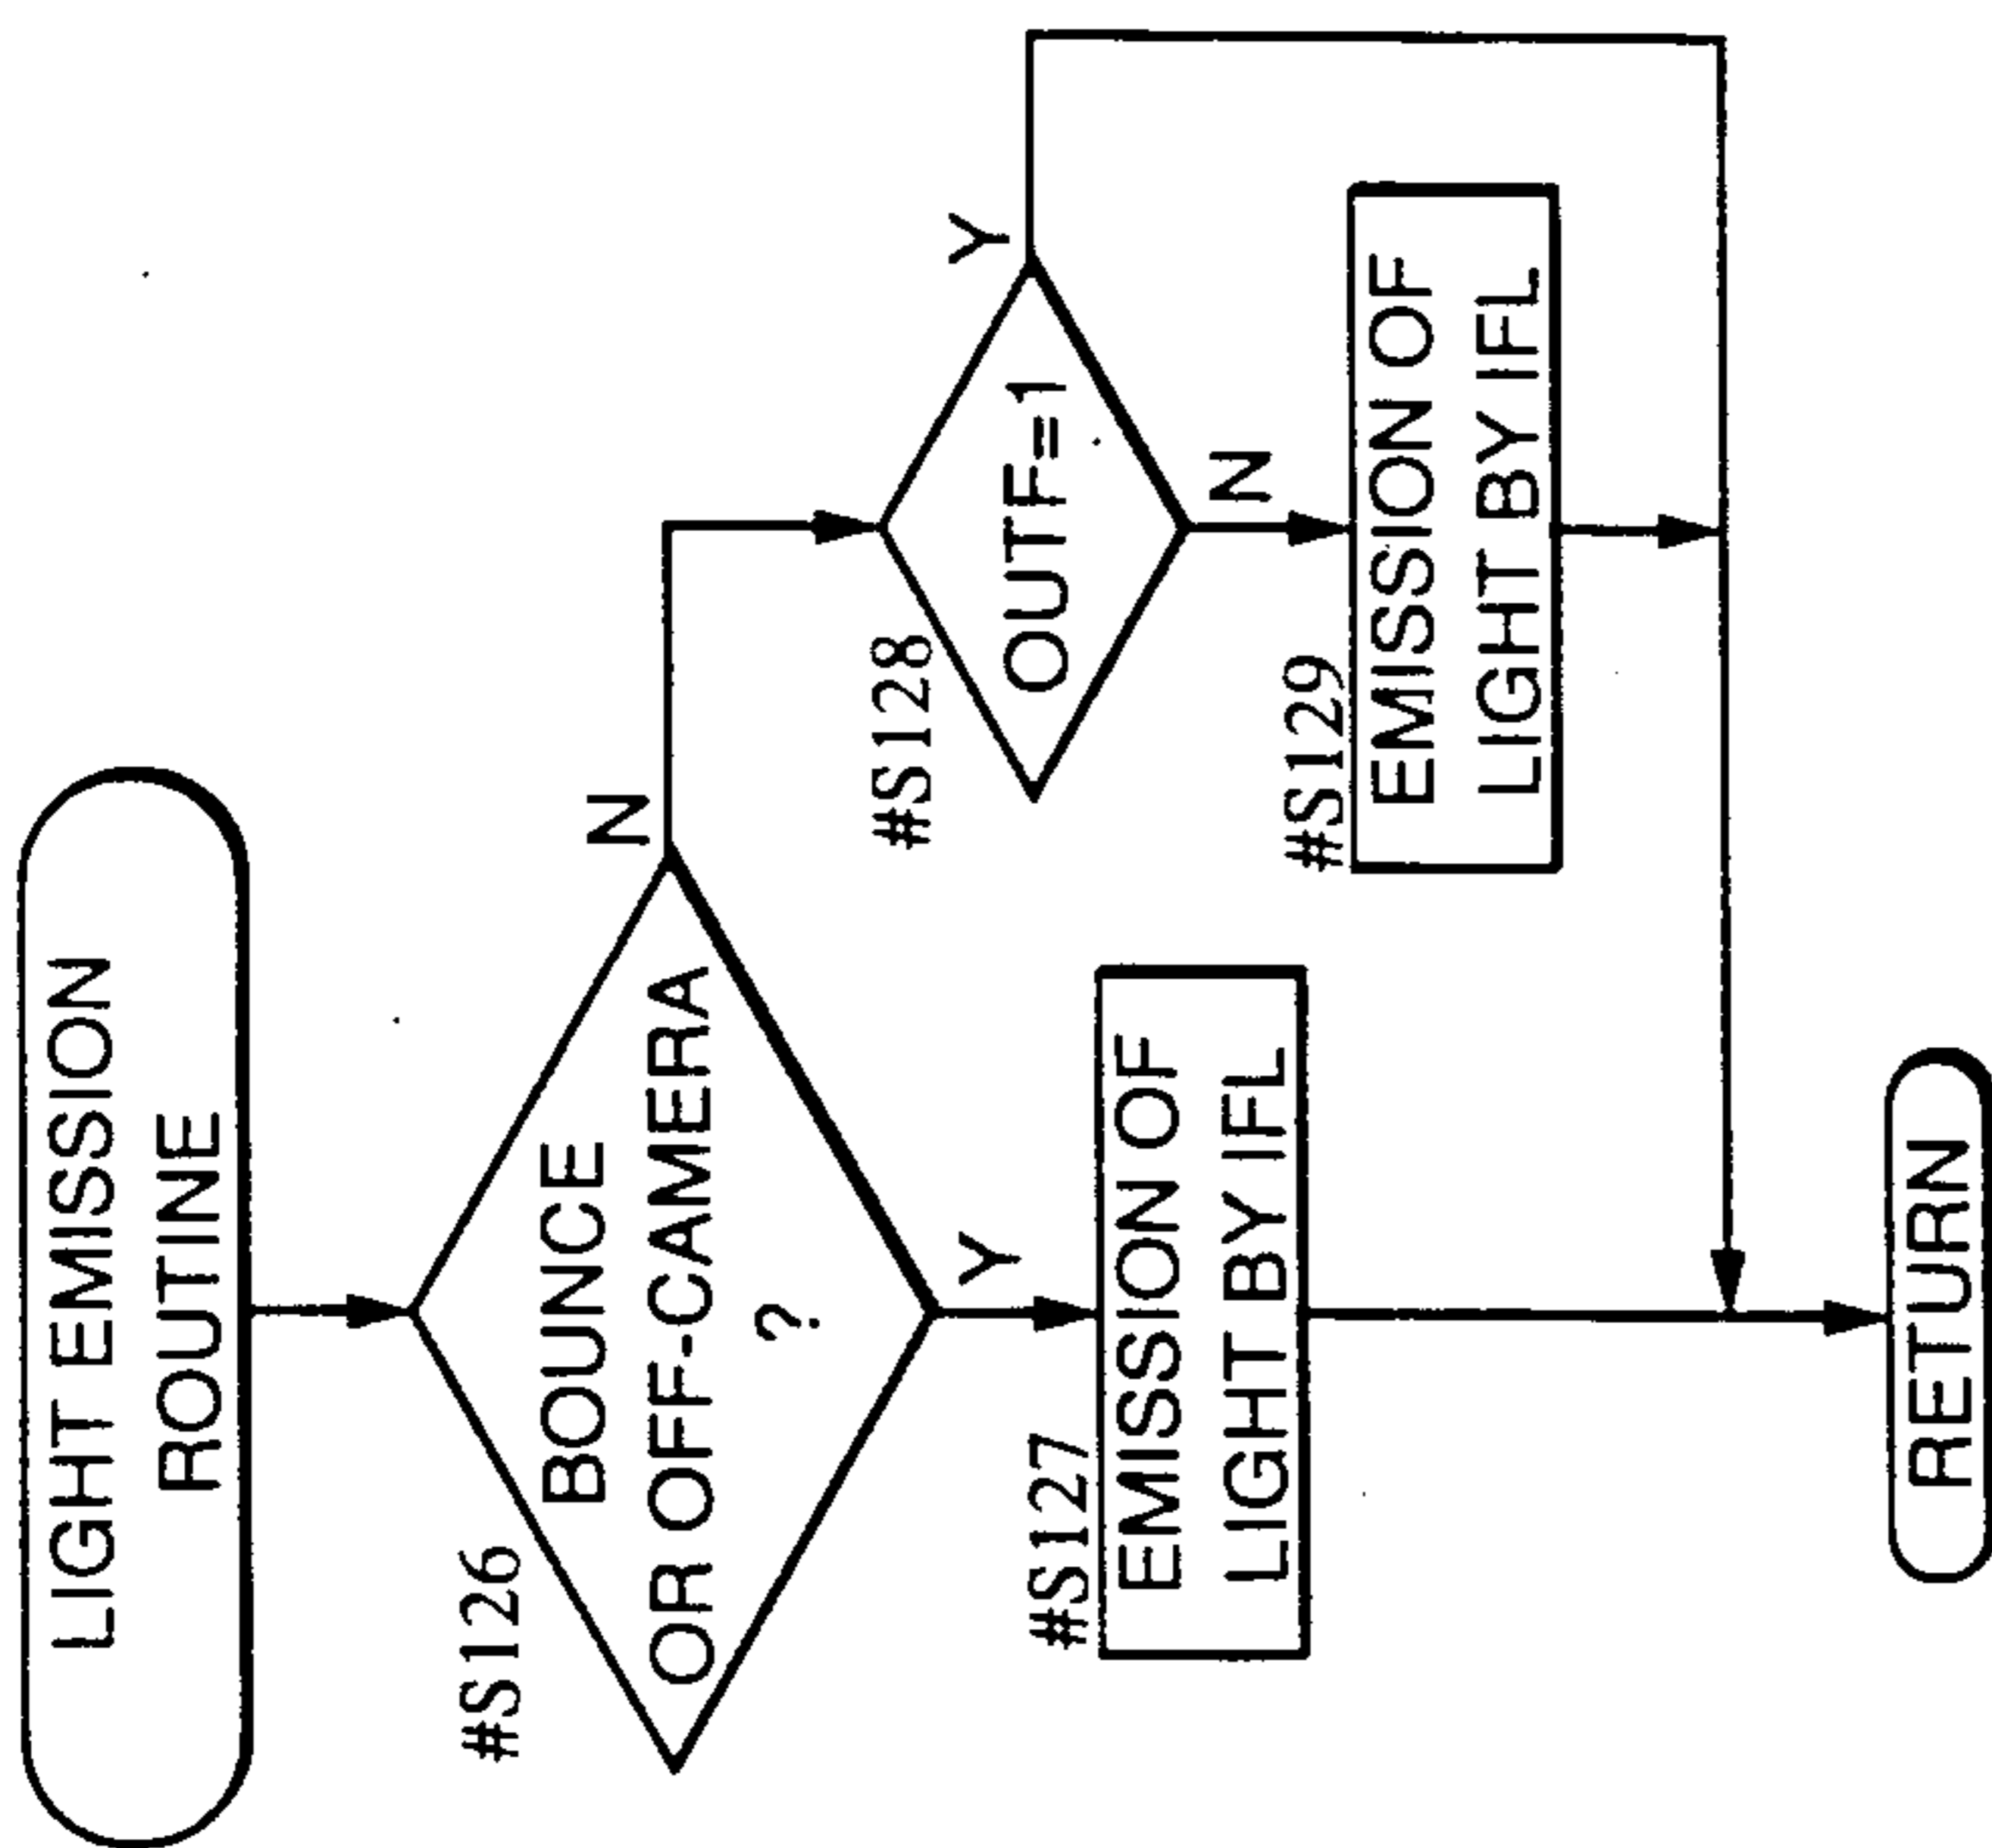 LIGHT EMISSION
ROUTINE
#S126
BOUNCE
OR OFF-CAMERA
?
N
Y
#S127
EMISSION OF
LIGHT BY IFL
#S128
OUTF=1
Y
N
#S129
EMISSION OF
LIGHT BY IFL
RETURN